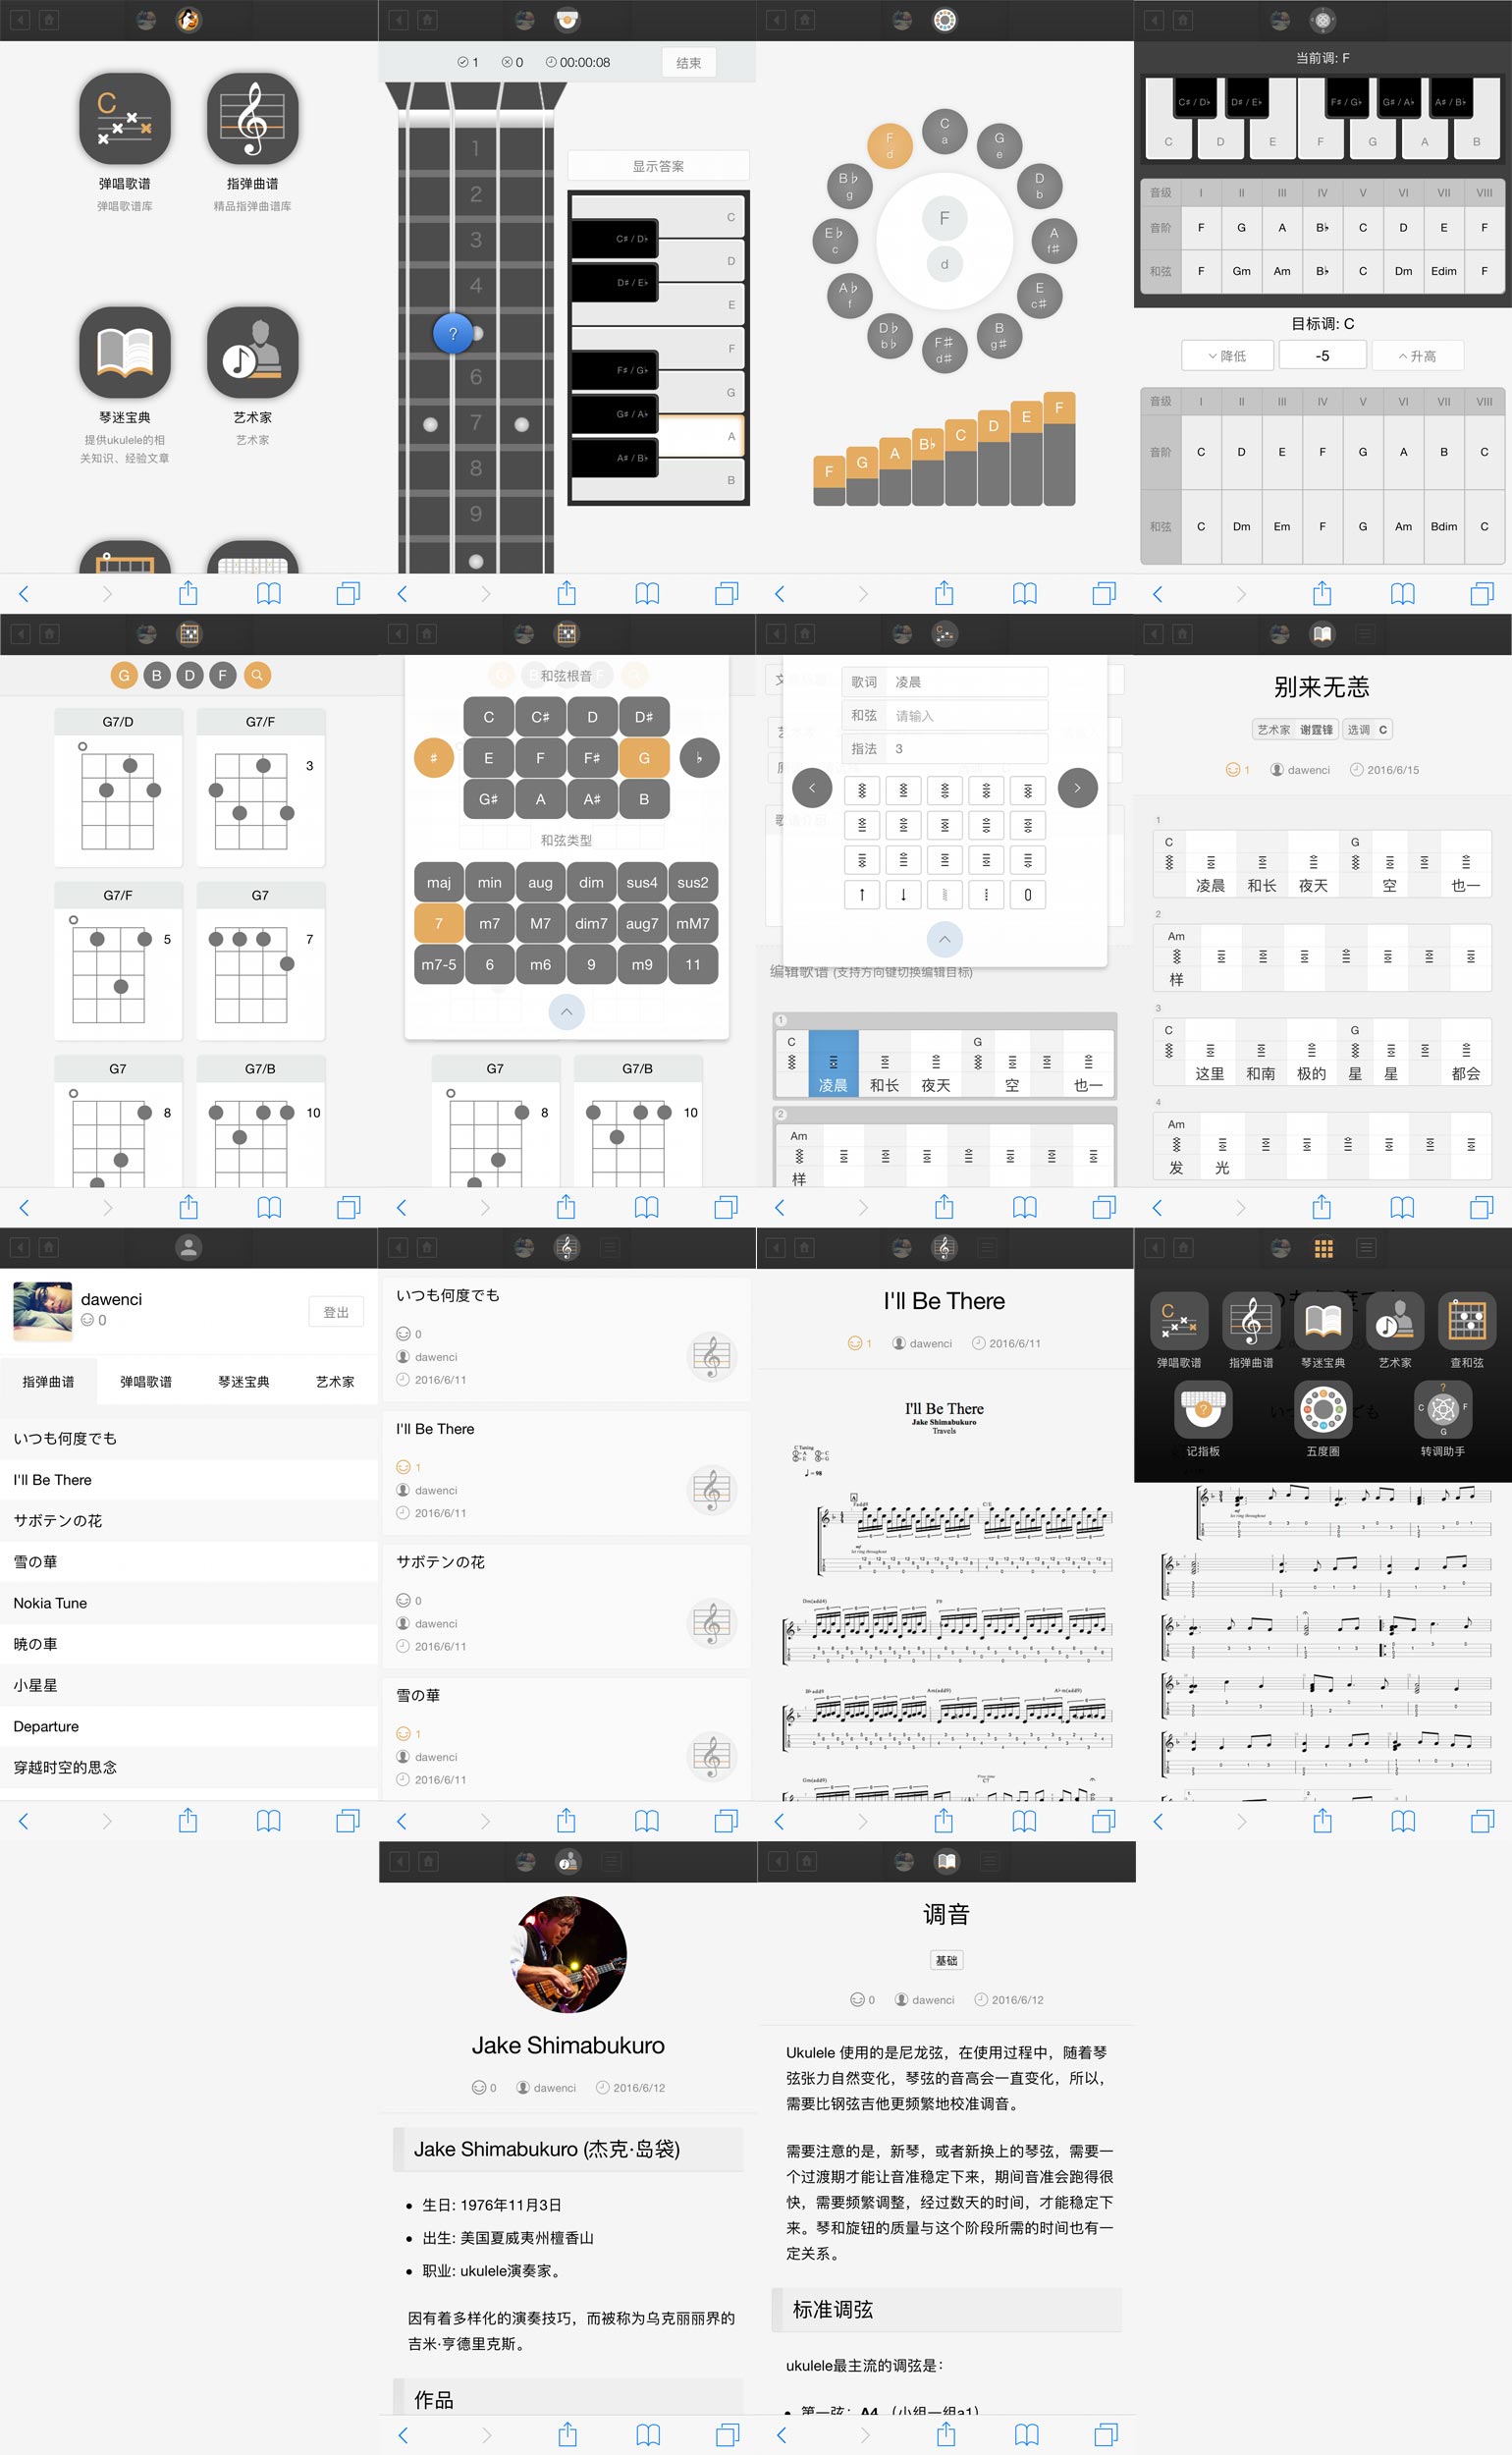 弹唱歌谱
弹唱歌谱库
指弹曲谱
精品指弹曲谱库
琴迷宝典
提供ukulele的相
关知识、经验文章
艺术家
艺术家
1 0 00:00:08 结束
1
2
3
4
?
6
7
8
9
显示答案
C
C♯ / D♭
D
D♯ / E♭
E
F
F♯ / G♭
G
G♯ / A♭
A
A♯ / B♭
B
C
a
G
e
D
b
A
f♯
E
c♯
B
g♯
F♯
d♯
D♭
b♭
A♭
f
E♭
c
B♭
g
F
d
F
d
F G A B♭ C D E F
当前调: F
C♯ / D♭ D♯ / E♭ F♯ / G♭ G♯ / A♭ A♯ / B♭
C D E F G A B
音级 I II III IV V VI VII VIII
音阶 F G A B♭ C D E F
和弦 F Gm Am B♭ C Dm Edim F
目标调: C
降低 -5 升高
音级 I II III IV V VI VII VIII
音阶 C D E F G A B C
和弦 C Dm Em F G Am Bdim C
G B D F
G7/D G7/F
3
G7/F G7
5 7
G7 G7/B
8 10
和弦根音
C C♯ D D♯
♯ E F F♯ G ♭
G♯ A A♯ B
和弦类型
maj min aug dim sus4 sus2
7 m7 M7 dim7 aug7 mM7
m7-5 6 m6 9 m9 11
G7 G7/B
8 10
歌词 凌晨
和弦 请输入
指法 3
编辑歌谱 (支持方向键切换编辑目标)
1
C G
凌晨 和长 夜天 空 也一
2
Am
样
别来无恙
艺术家 谢霆锋 选调 C
1 dawenci 2016/6/15
1
C G
凌晨 和长 夜天 空 也一
2
Am
样
3
C G
这里 和南 极的 星 星 都会
4
Am
发 光
dawenci
0
登出
指弹曲谱 弹唱歌谱 琴迷宝典 艺术家
いつも何度でも
I'll Be There
サボテンの花
雪の華
Nokia Tune
暁の車
小星星
Departure
穿越时空的思念
いつも何度でも
0
dawenci
2016/6/11
I'll Be There
1
dawenci
2016/6/11
サボテンの花
0
dawenci
2016/6/11
雪の華
1
dawenci
2016/6/11
I'll Be There
1 dawenci 2016/6/11
I'll Be There
Jake Shimabukuro
Travels
弹唱歌谱 指弹曲谱 琴迷宝典 艺术家 查和弦
记指板 五度圈 转调助手
Jake Shimabukuro
0 dawenci 2016/6/12
Jake Shimabukuro (杰克·岛袋)
• 生日: 1976年11月3日
• 出生: 美国夏威夷州檀香山
• 职业: ukulele演奏家。
因有着多样化的演奏技巧，而被称为乌克丽丽界的
吉米·亨德里克斯。
作品
调音
基础
0 dawenci 2016/6/12
Ukulele 使用的是尼龙弦，在使用过程中，随着琴
弦张力自然变化，琴弦的音高会一直变化，所以，
需要比钢弦吉他更频繁地校准调音。
需要注意的是，新琴，或者新换上的琴弦，需要一
个过渡期才能让音准稳定下来，期间音准会跑得很
快，需要频繁调整，经过数天的时间，才能稳定下
来。琴和旋钮的质量与这个阶段所需的时间也有一
定关系。
标准调弦
ukulele最主流的调弦是：
• 第一弦：A4 （小组一组a1）